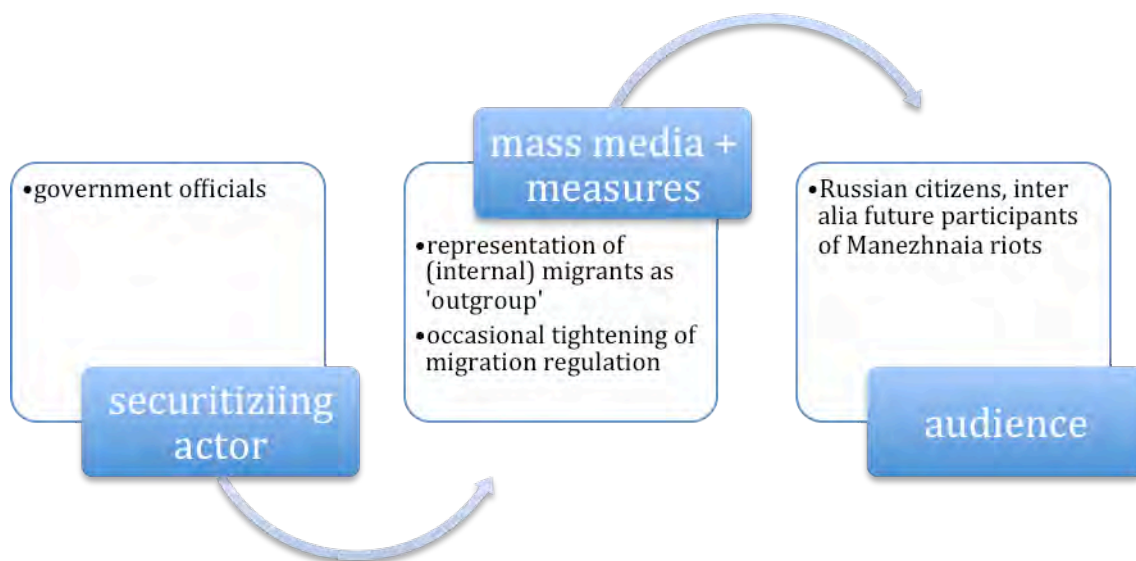 •government officials
securitiziing
actor
mass media +
measures
•representation of
(internal) migrants as
'outgroup'
•occasional tightening of
migration regulation
•Russian citizens, inter
alia future participants
of Manezhnaia riots
audience